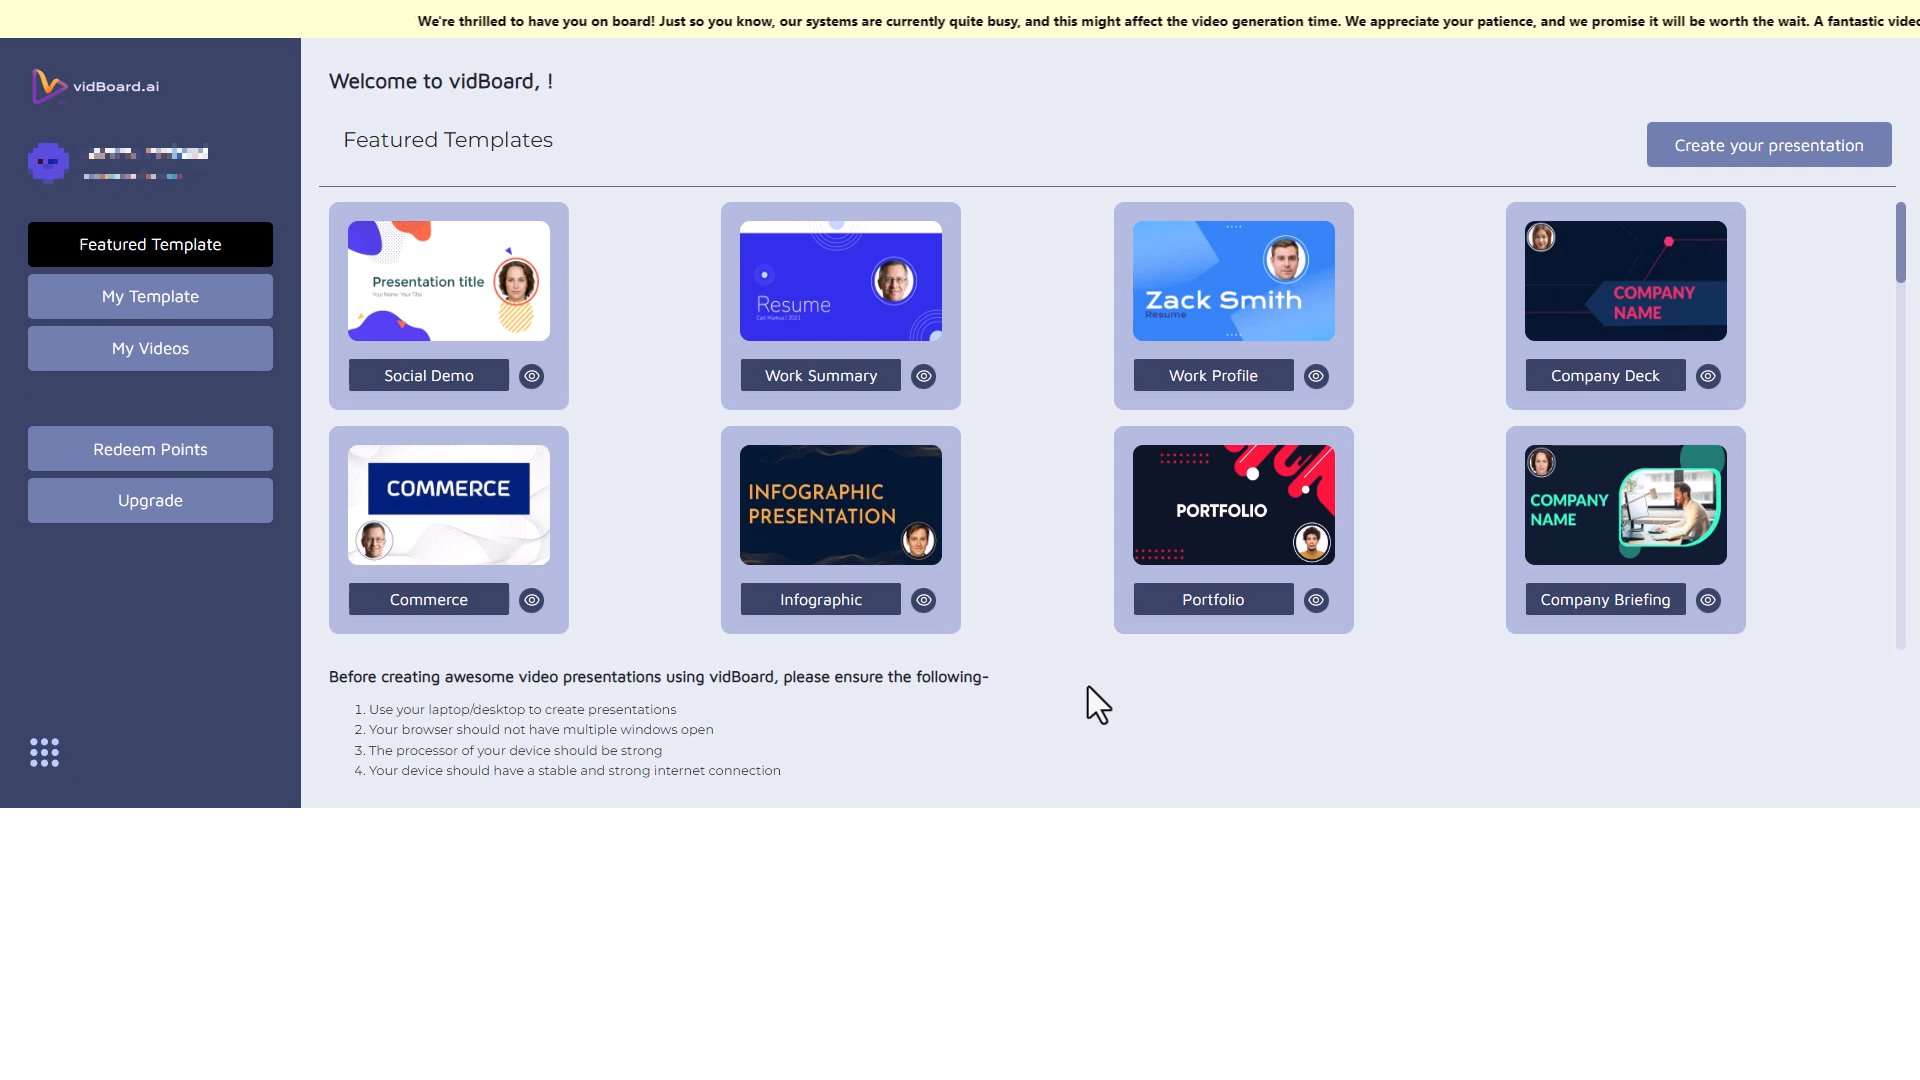 We're thrilled to have you on board! Just so you know, our systems are currently quite busy, and this might affect the video generation time. We appreciate your patience, and we promise it will be worth the wait. A fantastic
vidBoard.ai
Welcome to vidBoard, !
Featured Templates
Create your presentation
Featured Template
My Template
My Videos
Redeem Points
Upgrade
Presentation title
Your Name, Your Title
Resume
Zack Smith
Resume
COMPANY
NAME
Social Demo
Work Summary
Work Profile
Company Deck
COMMERCE
INFOGRAPHIC
PRESENTATION
PORTFOLIO
COMPANY
NAME
Commerce
Infographic
Portfolio
Company Briefing
Before creating awesome video presentations using vidBoard, please ensure the following-
1. Use your laptop/desktop to create presentations
2. Your browser should not have multiple windows open
3. The processor of your device should be strong
4. Your device should have a stable and strong internet connection